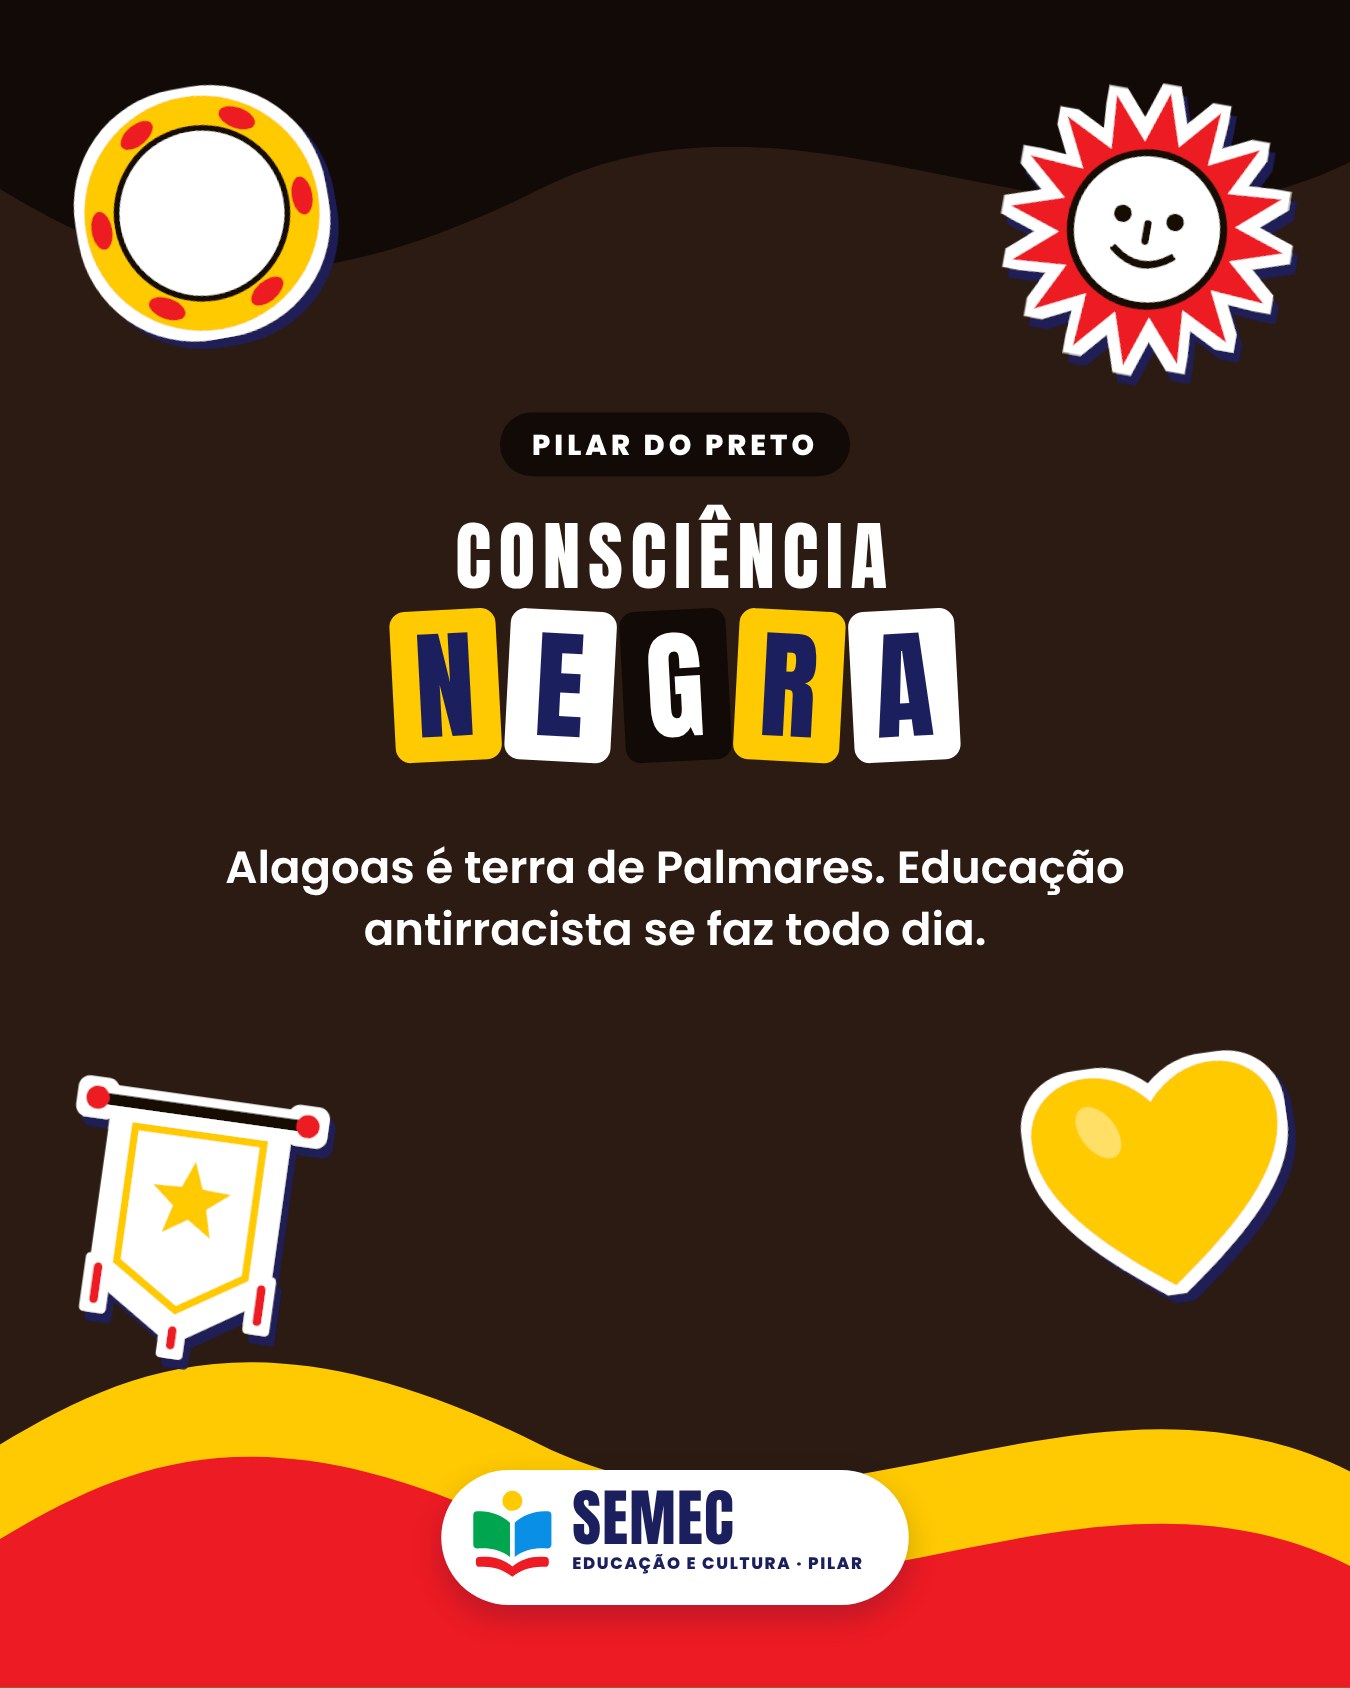 PILAR DO PRETO
CONSCIÊNCIA
NEGRA
Alagoas é terra de Palmares. Educação
antirracista se faz todo dia.
SEMEC
EDUCAÇÃO E CULTURA · PILAR